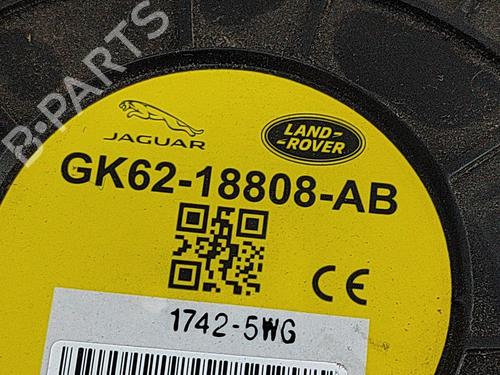 B-PARTS
JAGUAR
LAND-
-ROVER
GK62-18808-AB
CE
1742-5WG